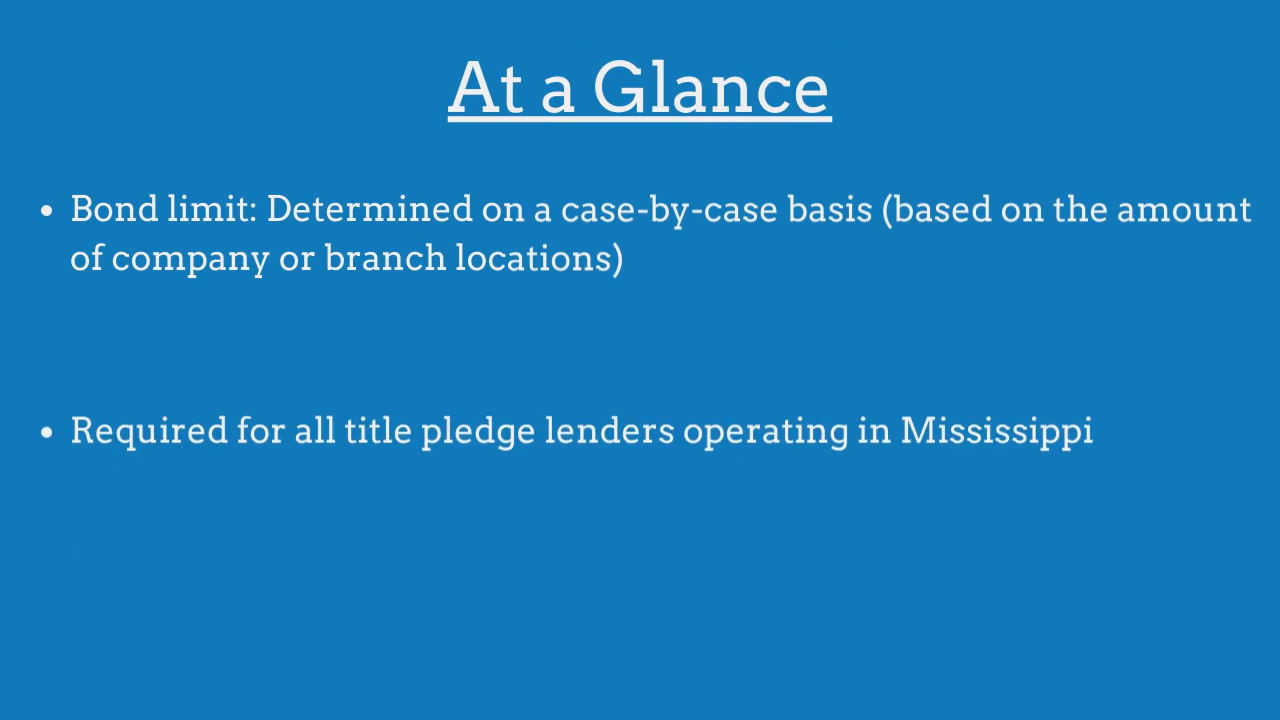 At a Glance
• Bond limit: Determined on a case-by-case basis (based on the amount
of company or branch locations)
• Required for all title pledge lenders operating in Mississippi